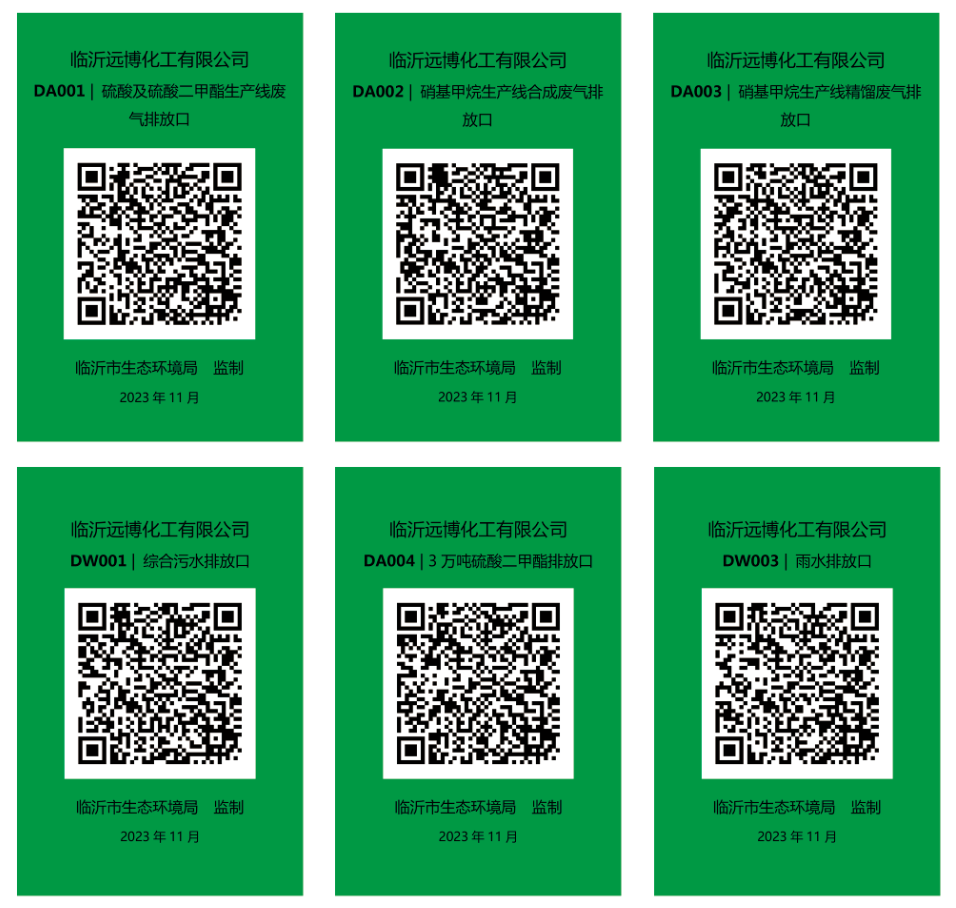 临沂远博化工有限公司
DA001｜ 硫酸及硫酸二甲酯生产线废
气排放口
临沂市生态环境局　监制
2023 年 11 月
临沂远博化工有限公司
DA002｜ 硝基甲烷生产线合成废气排
放口
临沂市生态环境局　监制
2023 年 11 月
临沂远博化工有限公司
DA003｜ 硝基甲烷生产线精馏废气排
放口
临沂市生态环境局　监制
2023 年 11 月
临沂远博化工有限公司
DW001｜ 综合污水排放口
临沂市生态环境局　监制
2023 年 11 月
临沂远博化工有限公司
DA004｜3 万吨硫酸二甲酯排放口
临沂市生态环境局　监制
2023 年 11 月
临沂远博化工有限公司
DW003｜ 雨水排放口
临沂市生态环境局　监制
2023 年 11 月